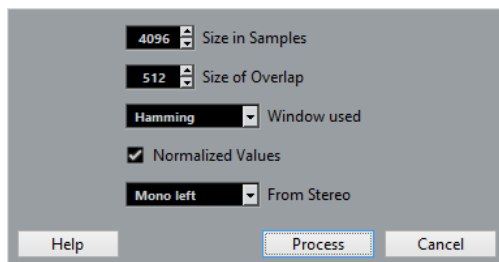 4096 Size in Samples
512 Size of Overlap
Hamming Window used
Normalized Values
Mono left From Stereo
Help Process Cancel